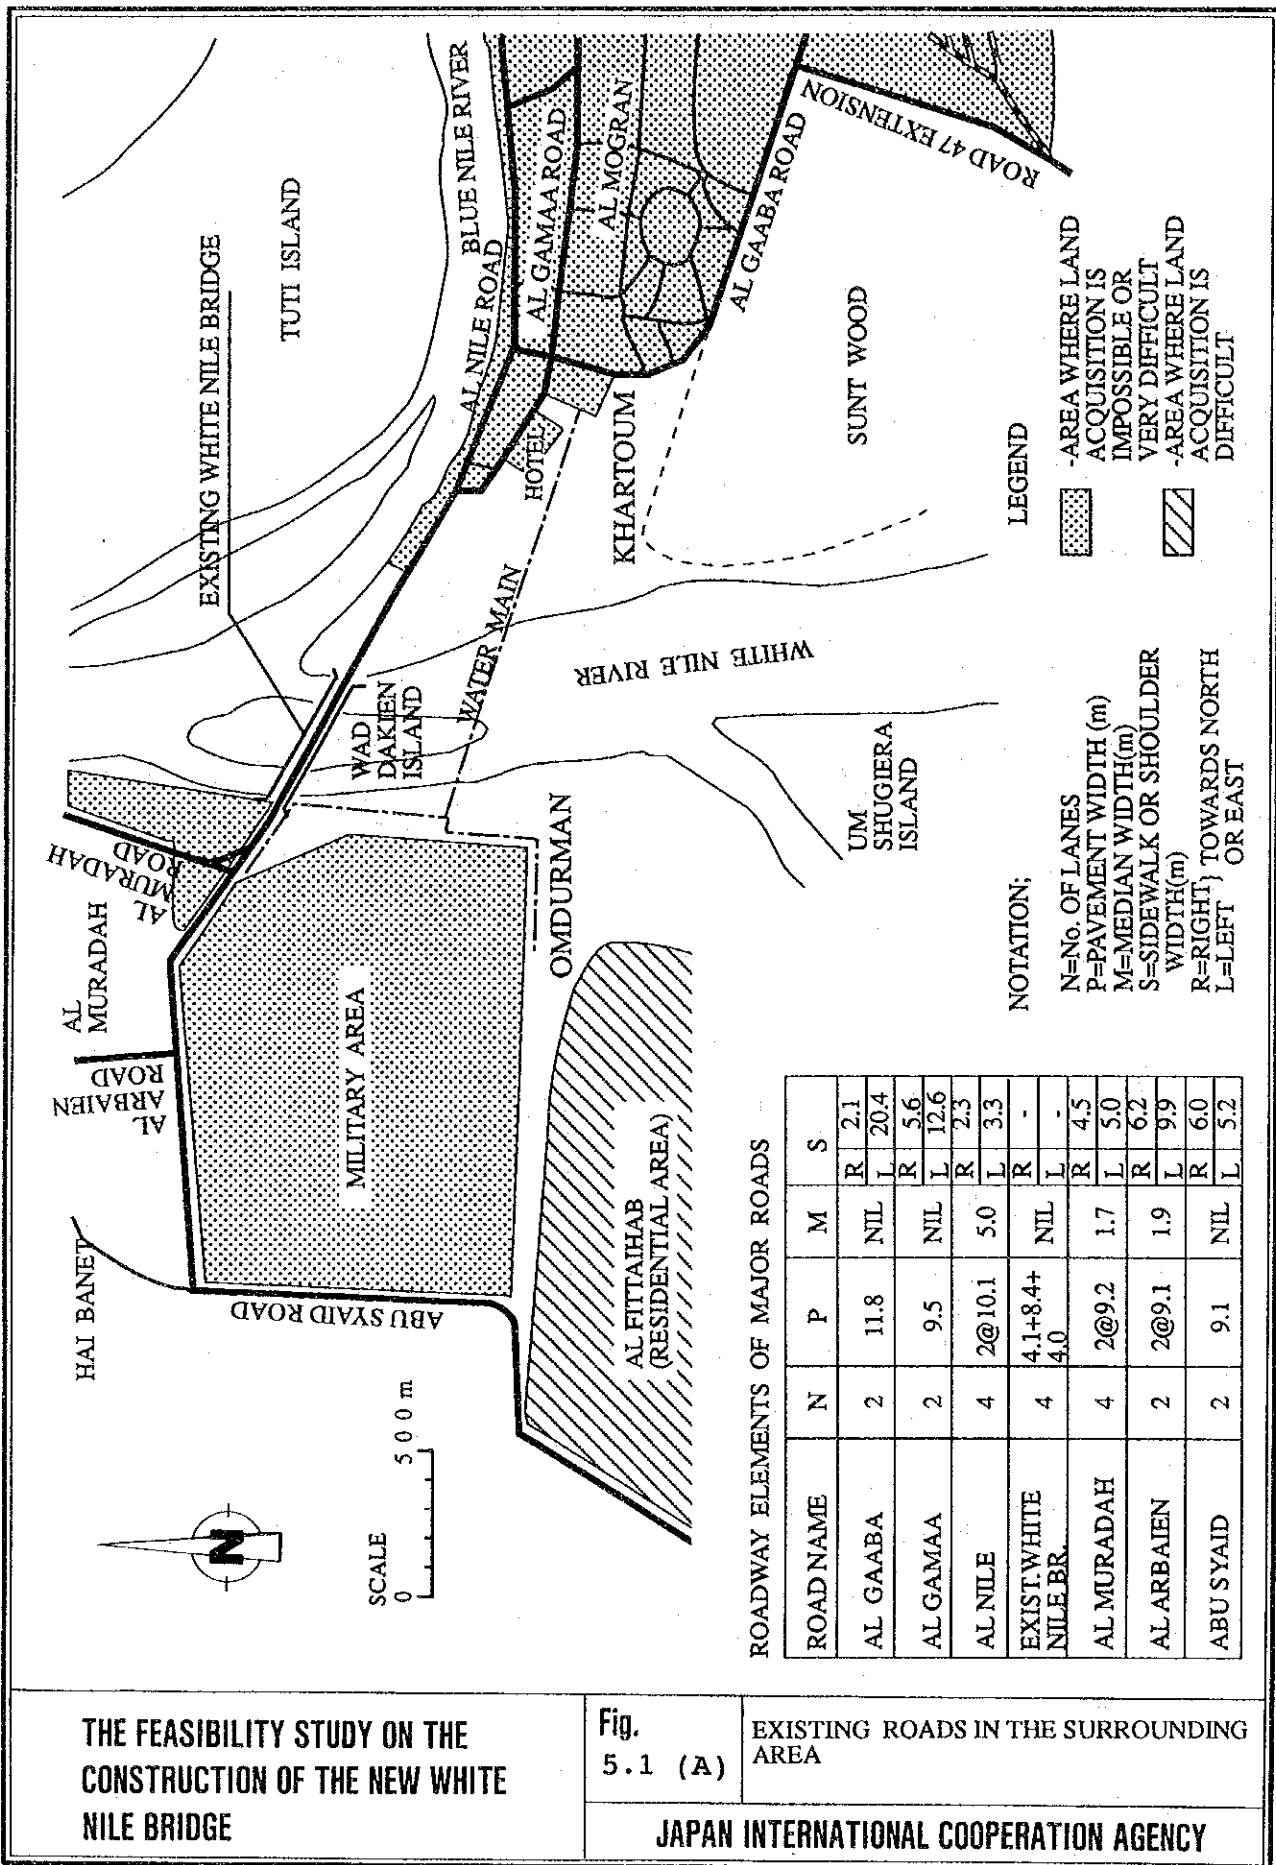 HAI BANET
AL
ARBAIEN
ROAD
AL
MURADAH
AL
MURADAH
ROAD
EXISTING WHITE NILE BRIDGE
TUTI ISLAND
BLUE NILE RIVER
AL NILE ROAD
AL GAMAA ROAD
AL MOGRAN
AL GAABA ROAD
ROAD 47 EXTENSION
HOTEL
KHARTOUM
SUNT WOOD
WATER MAIN
WAD
DAKIEN
ISLAND
WHITE NILE RIVER
UM
SHUGIERA
ISLAND
MILITARY AREA
OMDURMAN
ABU SYAID ROAD
AL FITTAIHAB
(RESIDENTIAL AREA)
N
SCALE
0 500m
ROADWAY ELEMENTS OF MAJOR ROADS
ROAD NAME N P M S
AL GAABA 2 11.8 NIL R 2.1
L 20.4
AL GAMAA 2 9.5 NIL R 5.6
L 12.6
AL NILE 4 2@10.1 5.0 R 2.3
L 3.3
EXIST.WHITE 4 4.1+8.4+ NIL R -
NILE BR. 4.0 L -
AL MURADAH 4 2@9.2 1.7 R 4.5
L 5.0
AL ARBAIEN 2 2@9.1 1.9 R 6.2
L 9.9
ABU SYAID 2 9.1 NIL R 6.0
L 5.2
NOTATION;
N=No. OF LANES
P=PAVEMENT WIDTH (m)
M=MEDIAN WIDTH(m)
S=SIDEWALK OR SHOULDER
WIDTH(m)
R=RIGHT } TOWARDS NORTH
L=LEFT } OR EAST
LEGEND
-AREA WHERE LAND
ACQUISITION IS
IMPOSSIBLE OR
VERY DIFFICULT
-AREA WHERE LAND
ACQUISITION IS
DIFFICULT
THE FEASIBILITY STUDY ON THE
CONSTRUCTION OF THE NEW WHITE
NILE BRIDGE
Fig.
5.1 (A)
EXISTING ROADS IN THE SURROUNDING
AREA
JAPAN INTERNATIONAL COOPERATION AGENCY